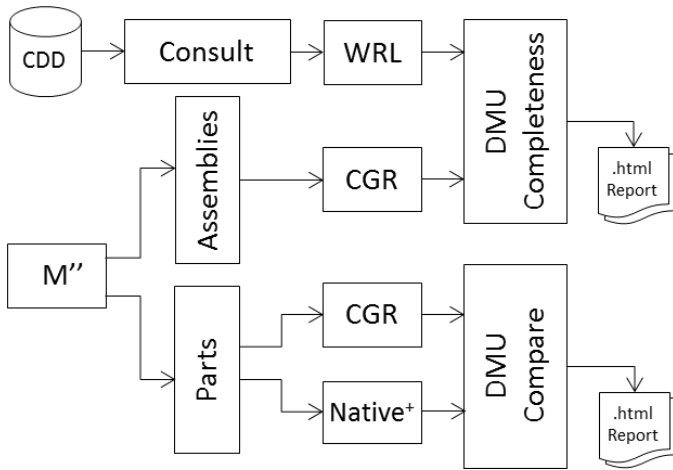 CDD
Consult
WRL
DMU
Completeness
.html
Report
Assemblies
CGR
M’’
Parts
CGR
Native⁺
DMU
Compare
.html
Report